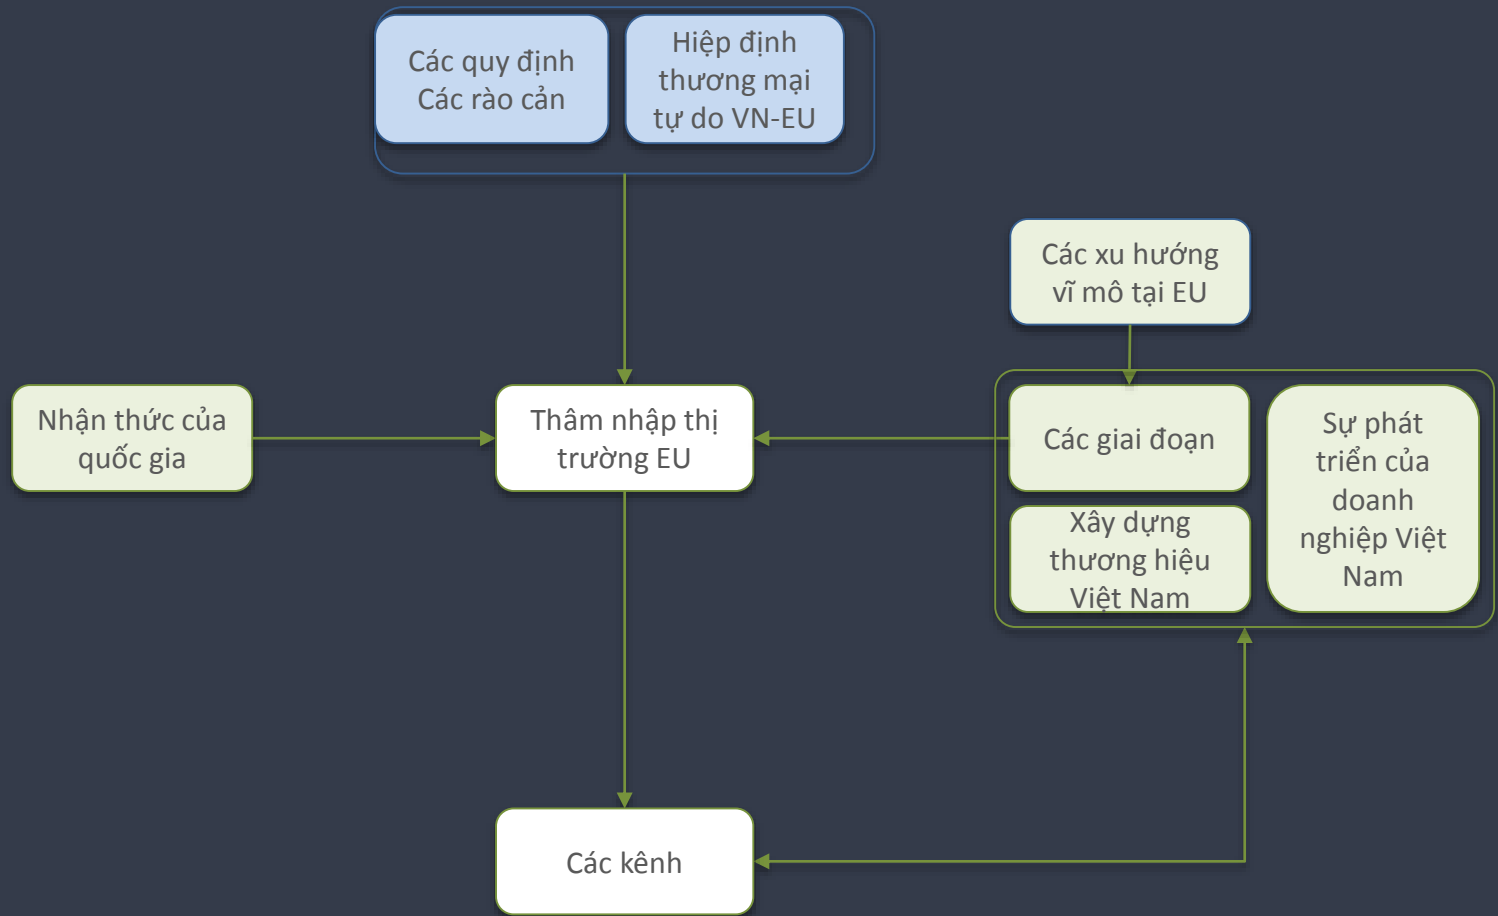 Các quy định
Các rào cản
Hiệp định
thương mại
tự do VN-EU
Các xu hướng
vĩ mô tại EU
Nhận thức của
quốc gia
Thâm nhập thị
trường EU
Các giai đoạn
Sự phát
triển của
doanh
nghiệp Việt
Nam
Xây dựng
thương hiệu
Việt Nam
Các kênh